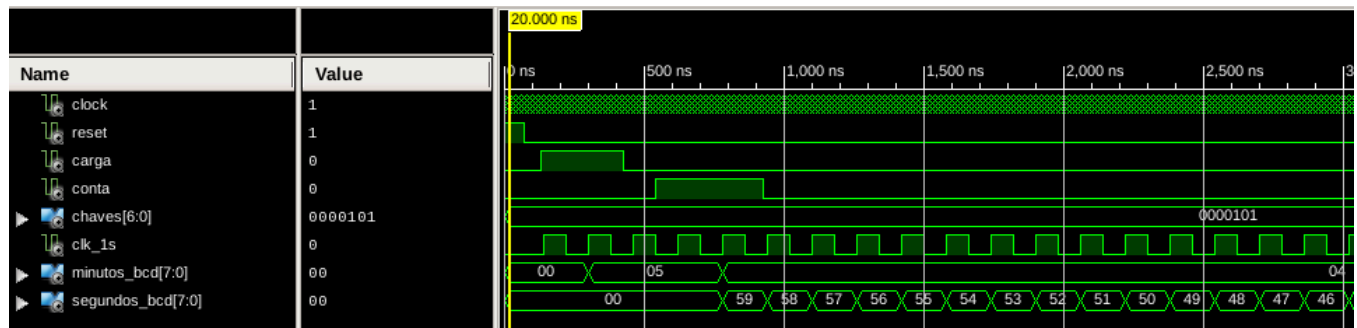 20.000 ns
Name Value 0 ns 500 ns 1,000 ns 1,500 ns 2,000 ns 2,500 ns 3
clock 1
reset 1
carga 0
conta 0
chaves[6:0] 0000101 0000101
clk_1s 0
minutos_bcd[7:0] 00 00 05 04
segundos_bcd[7:0] 00 00 59 58 57 56 55 54 53 52 51 50 49 48 47 46